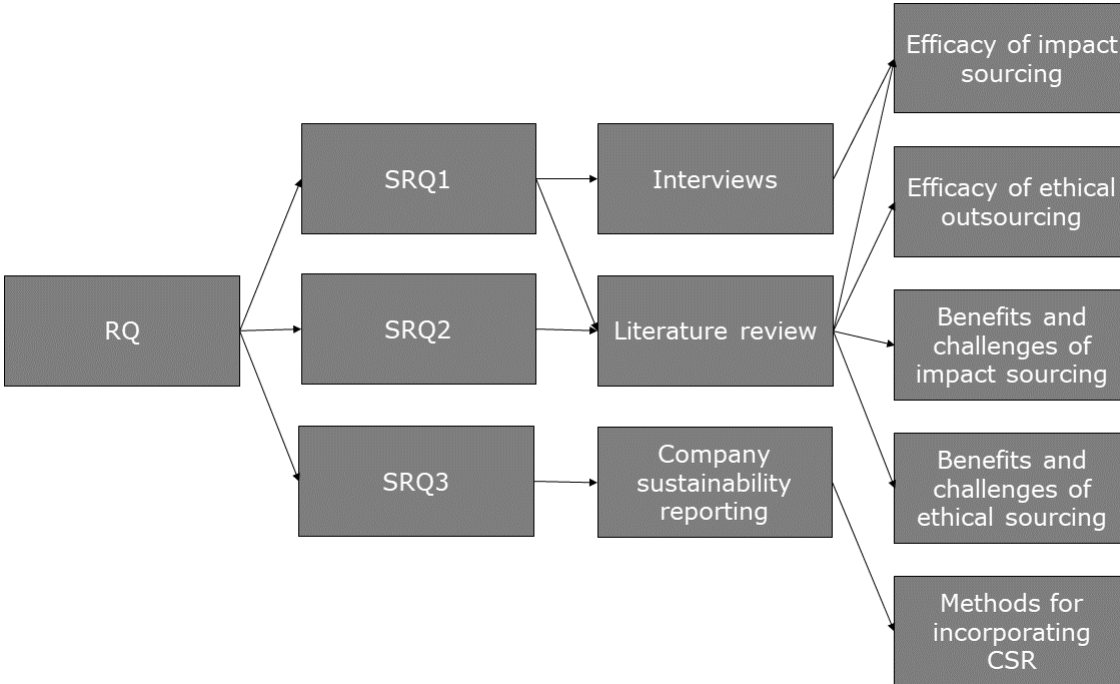 RQ
SRQ1
SRQ2
SRQ3
Interviews
Literature review
Company
sustainability
reporting
Efficacy of impact
sourcing
Efficacy of ethical
outsourcing
Benefits and
challenges of
impact sourcing
Benefits and
challenges of
ethical sourcing
Methods for
incorporating
CSR